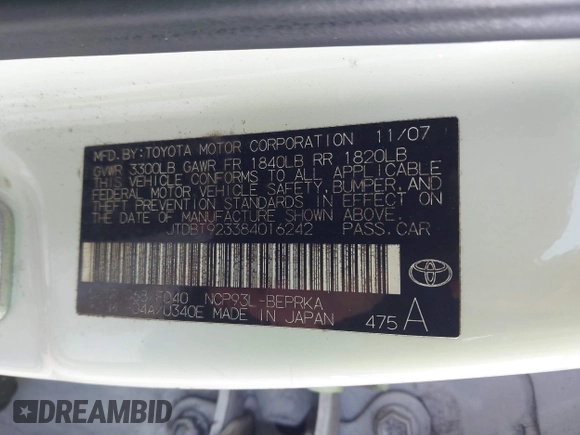 MFD. BY: TOYOTA MOTOR CORPORATION 11/07
GVWR 3300LB GAWR FR 1840LB RR 1820LB
THIS VEHICLE CONFORMS TO ALL APPLICABLE
FEDERAL MOTOR VEHICLE SAFETY, BUMPER, AND
THEFT PREVENTION STANDARDS IN EFFECT ON
THE DATE OF MANUFACTURE SHOWN ABOVE.
JTDBT923384016242 PASS. CAR
NCP93L-BEPRKA
U340E MADE IN JAPAN 475 A
DREAMBID